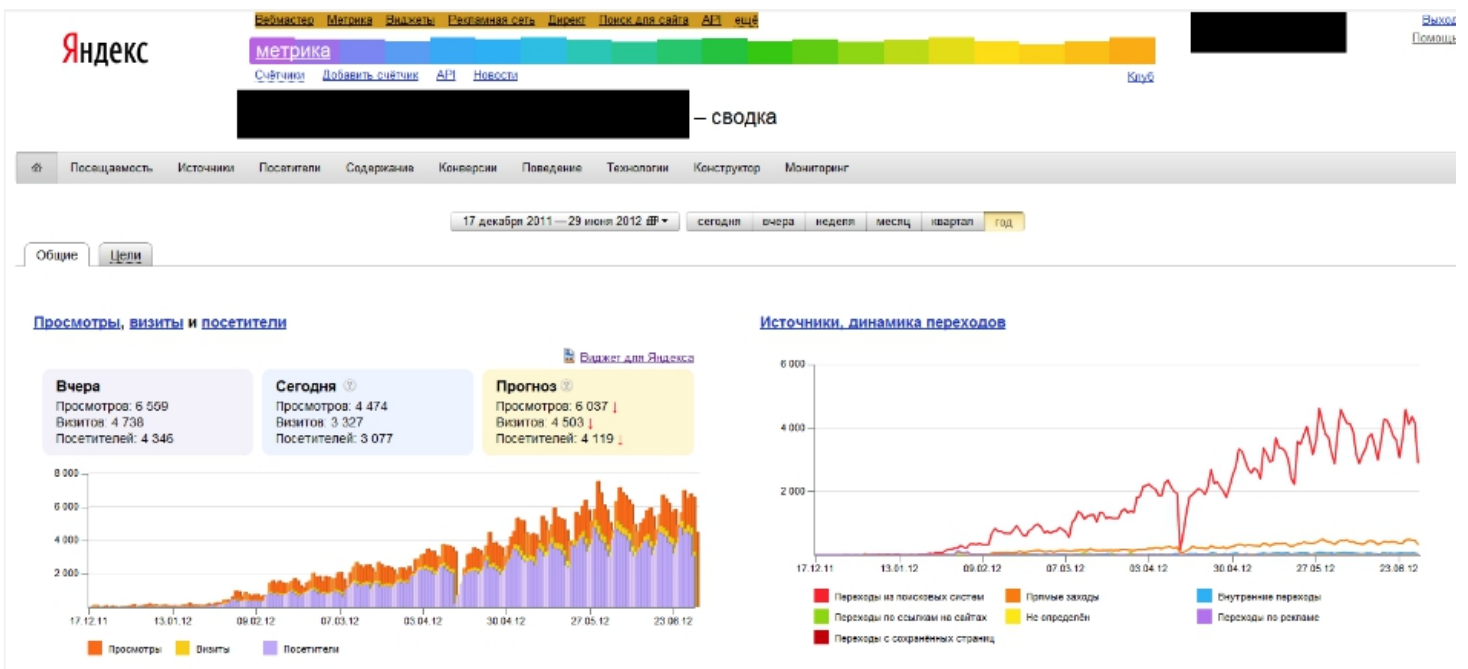 Вебмастер Метрика Виджеты Рекламная сеть Директ Поиск для сайта API ещё
Выход
Помощь
Яндекс
метрика
Счётчики Добавить счётчик API Новости
Клуб
– сводка
Посещаемость Источники Посетители Содержание Конверсии Поведение Технологии Конструктор Мониторинг
17 декабря 2011 — 29 июня 2012
сегодня вчера неделя месяц квартал год
Общие Цели
Просмотры, визиты и посетители
Виджет для Яндекса
Вчера
Просмотров: 6 559
Визитов: 4 738
Посетителей: 4 346
Сегодня ?
Просмотров: 4 474
Визитов: 3 327
Посетителей: 3 077
Прогноз ?
Просмотров: 6 037 ↓
Визитов: 4 503 ↓
Посетителей: 4 119 ↓
8 000
6 000
4 000
2 000
17.12.11 13.01.12 09.02.12 07.03.12 03.04.12 30.04.12 27.05.12 23.06.12
Просмотры Визиты Посетители
Источники, динамика переходов
6 000
4 000
2 000
17.12.11 13.01.12 09.02.12 07.03.12 03.04.12 30.04.12 27.05.12 23.06.12
Переходы из поисковых систем Прямые заходы Внутренние переходы
Переходы по ссылкам на сайтах Не определён Переходы по рекламе
Переходы с сохранённых страниц